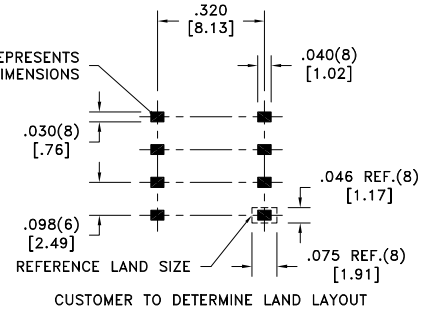 .320
[8.13]
EPRESENTS
IMENSIONS
.040(8)
[1.02]
.030(8)
[.76]
.046 REF.(8)
[1.17]
.098(6)
[2.49]
REFERENCE LAND SIZE
.075 REF.(8)
[1.91]
CUSTOMER TO DETERMINE LAND LAYOUT